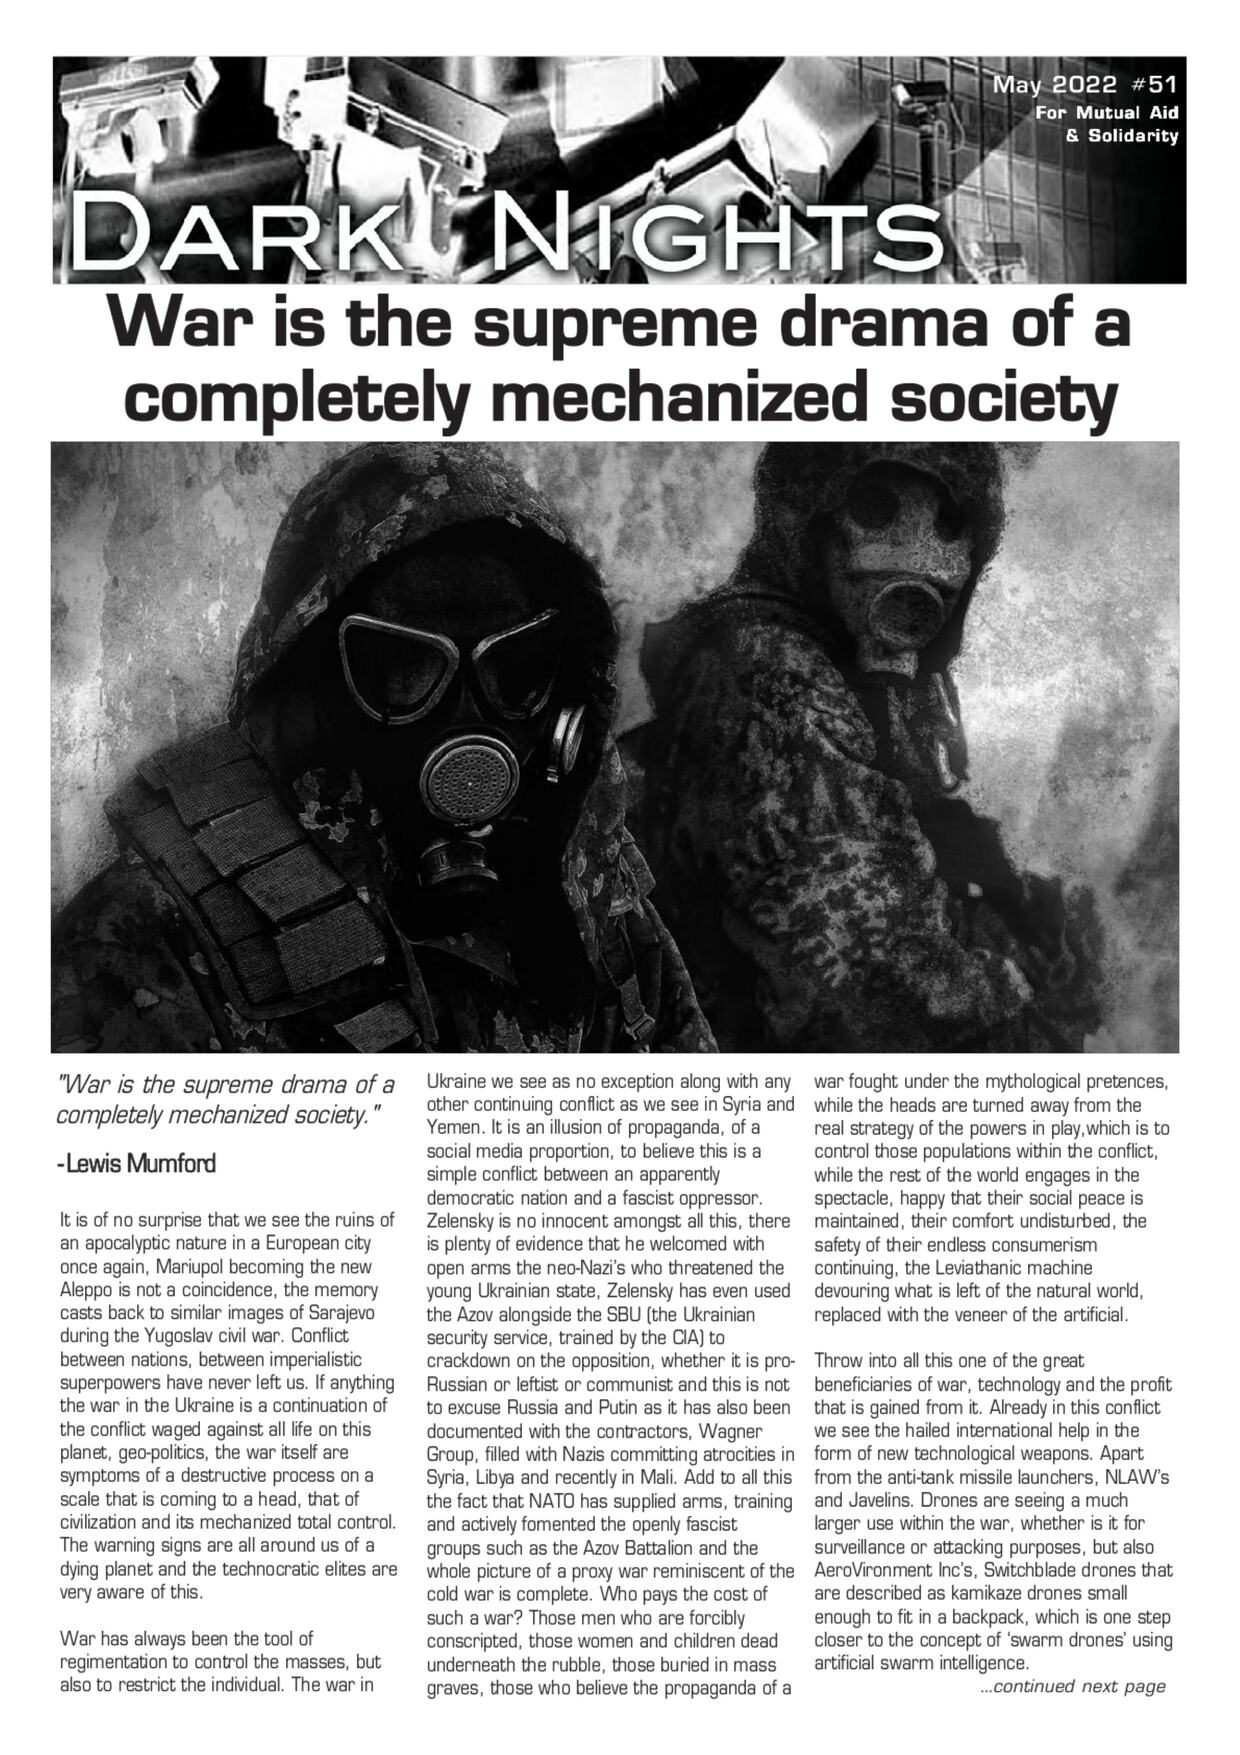 May 2022 #51
For Mutual Aid
& Solidarity
DARK NIGHTS
War is the supreme drama of a
completely mechanized society
"War is the supreme drama of a
completely mechanized society."
-Lewis Mumford
It is of no surprise that we see the ruins of
an apocalyptic nature in a European city
once again, Mariupol becoming the new
Aleppo is not a coincidence, the memory
casts back to similar images of Sarajevo
during the Yugoslav civil war. Conflict
between nations, between imperialistic
superpowers have never left us. If anything
the war in the Ukraine is a continuation of
the conflict waged against all life on this
planet, geo-politics, the war itself are
symptoms of a destructive process on a
scale that is coming to a head, that of
civilization and its mechanized total control.
The warning signs are all around us of a
dying planet and the technocratic elites are
very aware of this.
War has always been the tool of
regimentation to control the masses, but
also to restrict the individual. The war in
Ukraine we see as no exception along with any
other continuing conflict as we see in Syria and
Yemen. It is an illusion of propaganda, of a
social media proportion, to believe this is a
simple conflict between an apparently
democratic nation and a fascist oppressor.
Zelensky is no innocent amongst all this, there
is plenty of evidence that he welcomed with
open arms the neo-Nazi's who threatened the
young Ukrainian state, Zelensky has even used
the Azov alongside the SBU (the Ukrainian
security service, trained by the CIA) to
crackdown on the opposition, whether it is pro-
Russian or leftist or communist and this is not
to excuse Russia and Putin as it has also been
documented with the contractors, Wagner
Group, filled with Nazis committing atrocities in
Syria, Libya and recently in Mali. Add to all this
the fact that NATO has supplied arms, training
and actively fomented the openly fascist
groups such as the Azov Battalion and the
whole picture of a proxy war reminiscent of the
cold war is complete. Who pays the cost of
such a war? Those men who are forcibly
conscripted, those women and children dead
underneath the rubble, those buried in mass
graves, those who believe the propaganda of a
war fought under the mythological pretences,
while the heads are turned away from the
real strategy of the powers in play,which is to
control those populations within the conflict,
while the rest of the world engages in the
spectacle, happy that their social peace is
maintained, their comfort undisturbed, the
safety of their endless consumerism
continuing, the Leviathanic machine
devouring what is left of the natural world,
replaced with the veneer of the artificial.
Throw into all this one of the great
beneficiaries of war, technology and the profit
that is gained from it. Already in this conflict
we see the hailed international help in the
form of new technological weapons. Apart
from the anti-tank missile launchers, NLAW's
and Javelins. Drones are seeing a much
larger use within the war, whether is it for
surveillance or attacking purposes, but also
AeroVironment Inc's, Switchblade drones that
are described as kamikaze drones small
enough to fit in a backpack, which is one step
closer to the concept of 'swarm drones' using
artificial swarm intelligence.
...continued next page